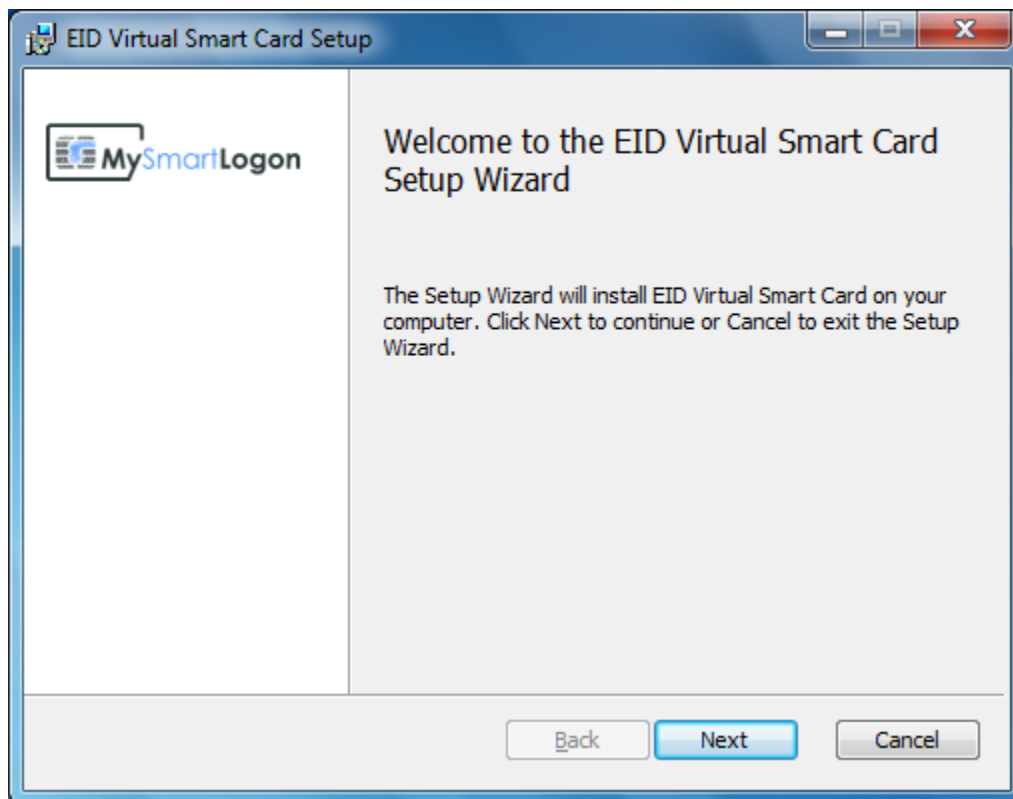 EID Virtual Smart Card Setup
MySmartLogon
Welcome to the EID Virtual Smart Card
Setup Wizard
The Setup Wizard will install EID Virtual Smart Card on your
computer. Click Next to continue or Cancel to exit the Setup
Wizard.
Back
Next
Cancel